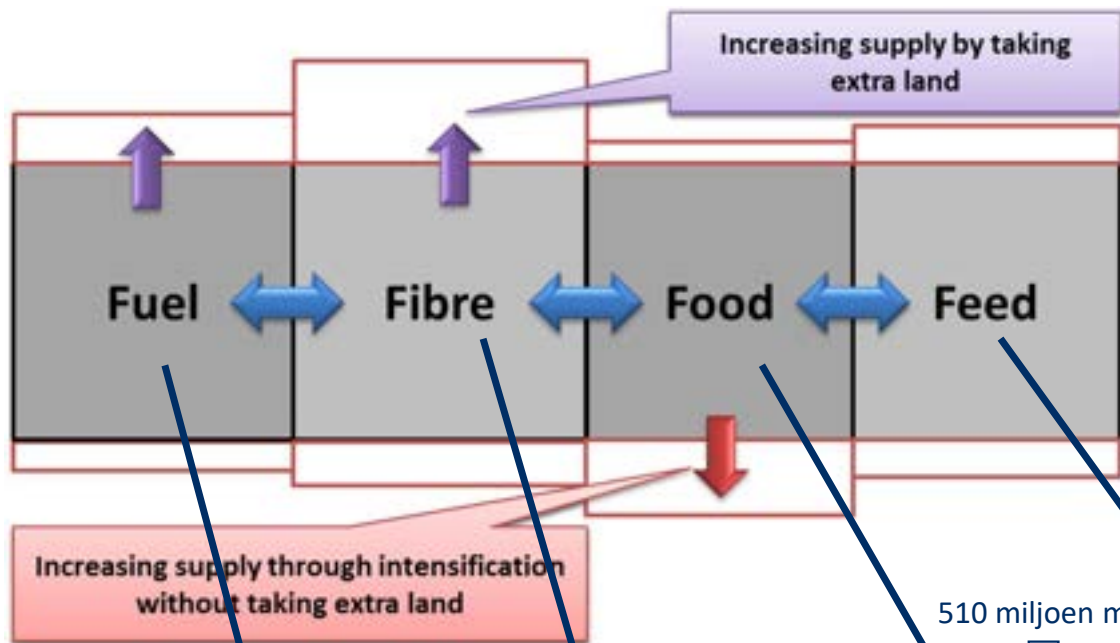 Increasing supply by taking
extra land
Fuel
Fibre
Food
Feed
Increasing supply through intensification
without taking extra land
510 miljoen m